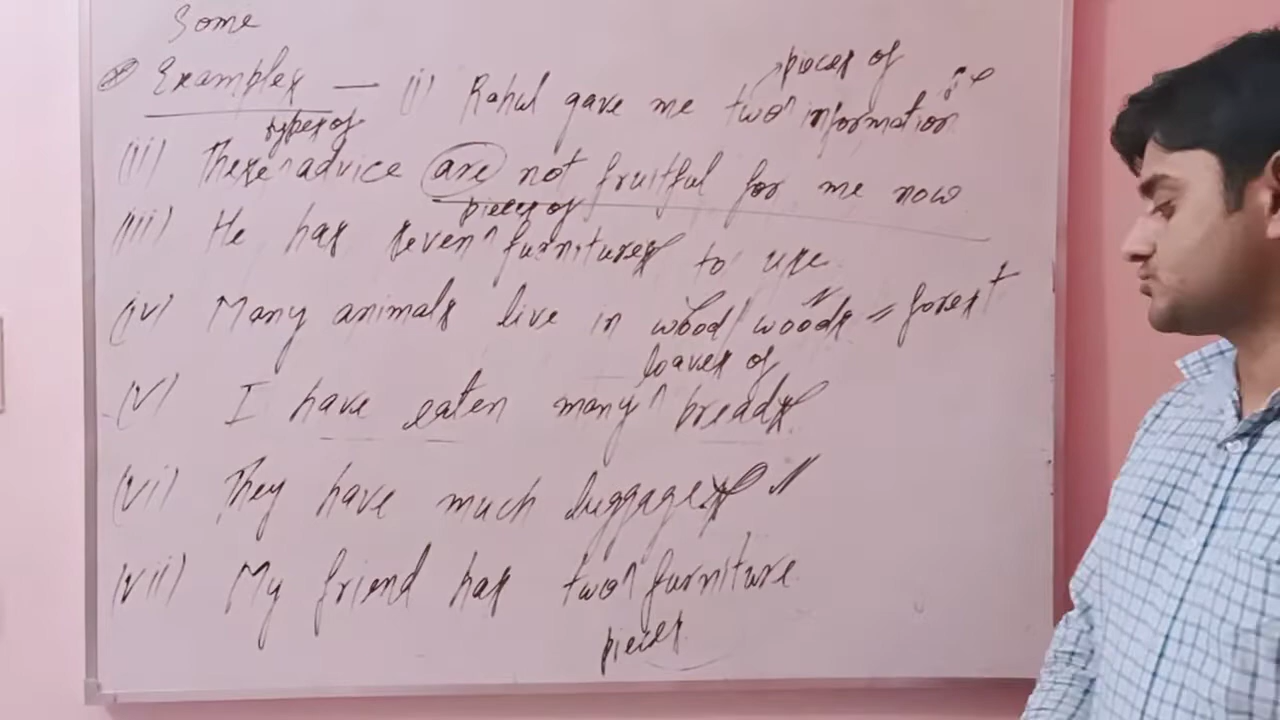 Some
Examples — (i) Rahul gave me two^ information
pieces of
types of
(ii) These^ advice are not fruitful for me now
pieces of
(iii) He has seven^ furnitures to use
(iv) Many animals live in wood/woods = forest
loaves of
(v) I have eaten many^ breads.
(vi) They have much luggages
(vii) My friend has two^ furniture.
pieces